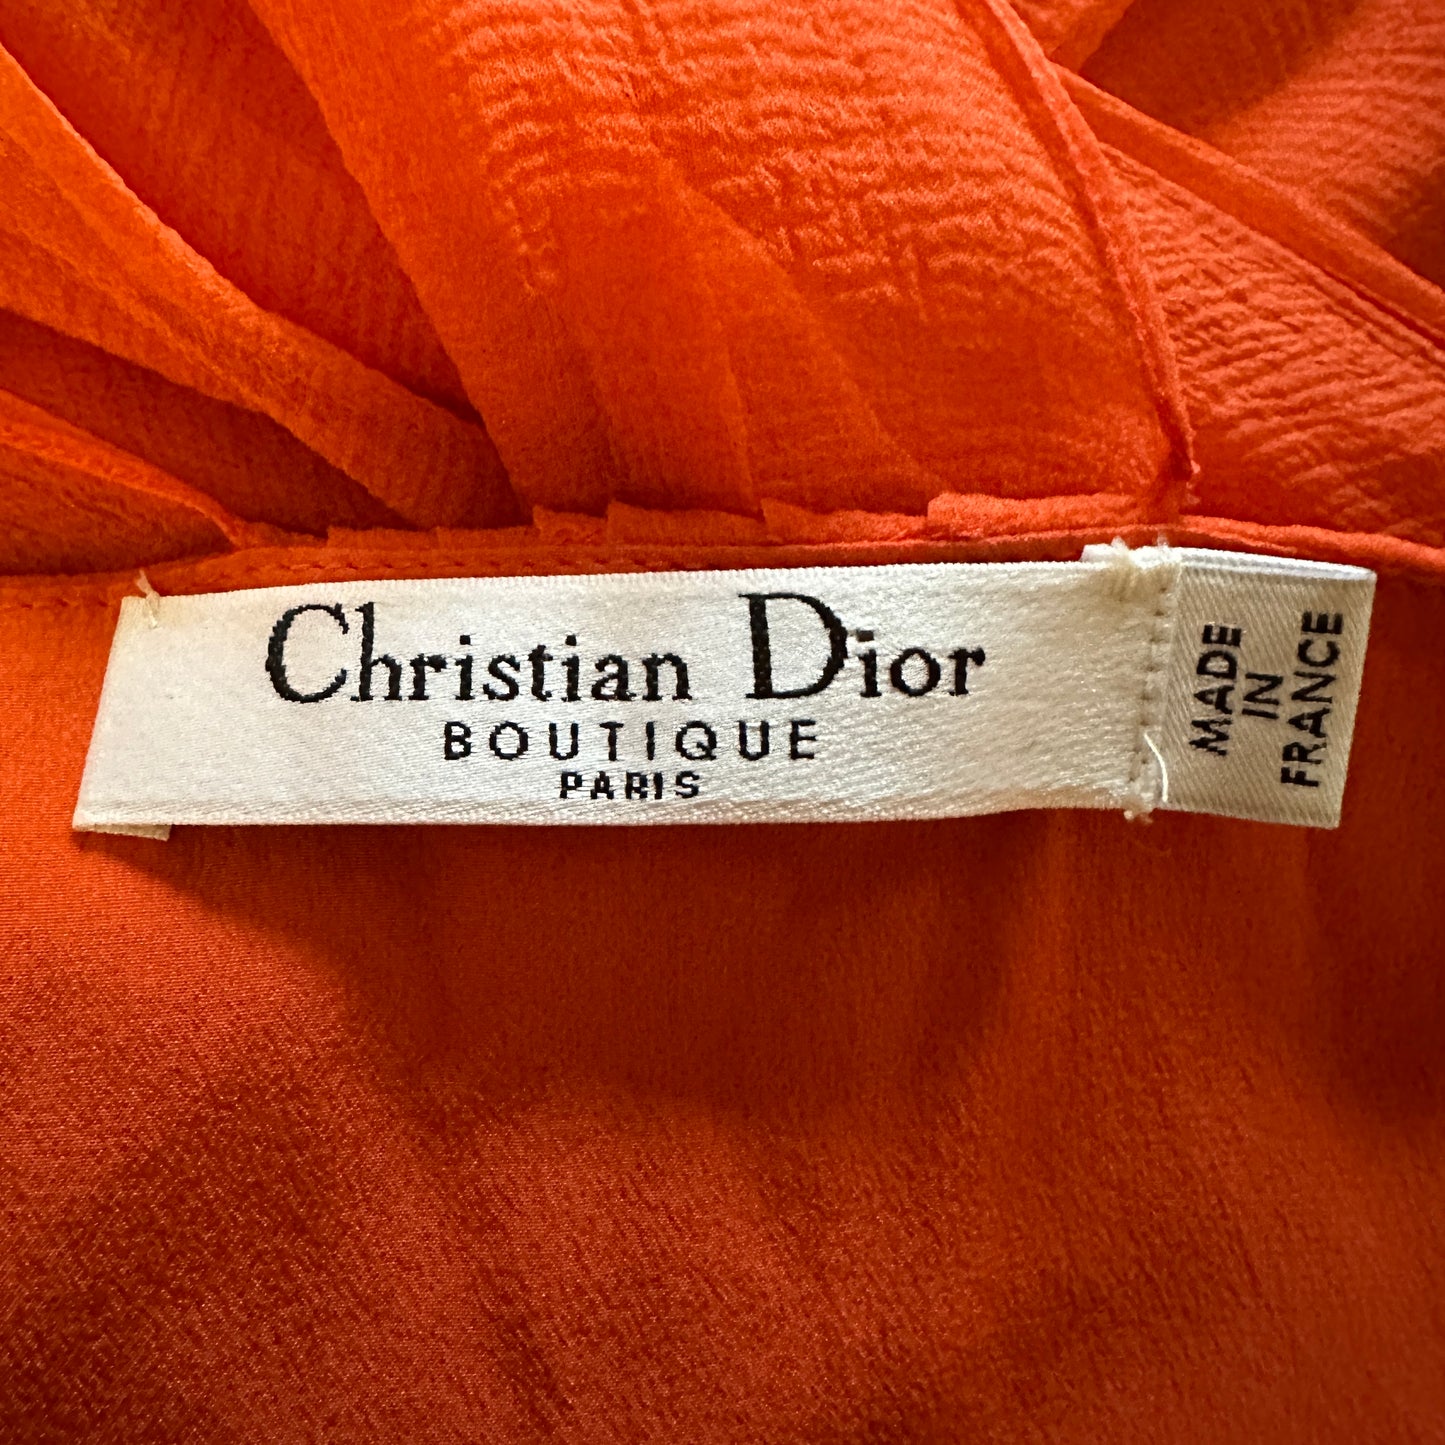 Christian Dior
BOUTIQUE
PARIS
MADE
IN
FRANCE